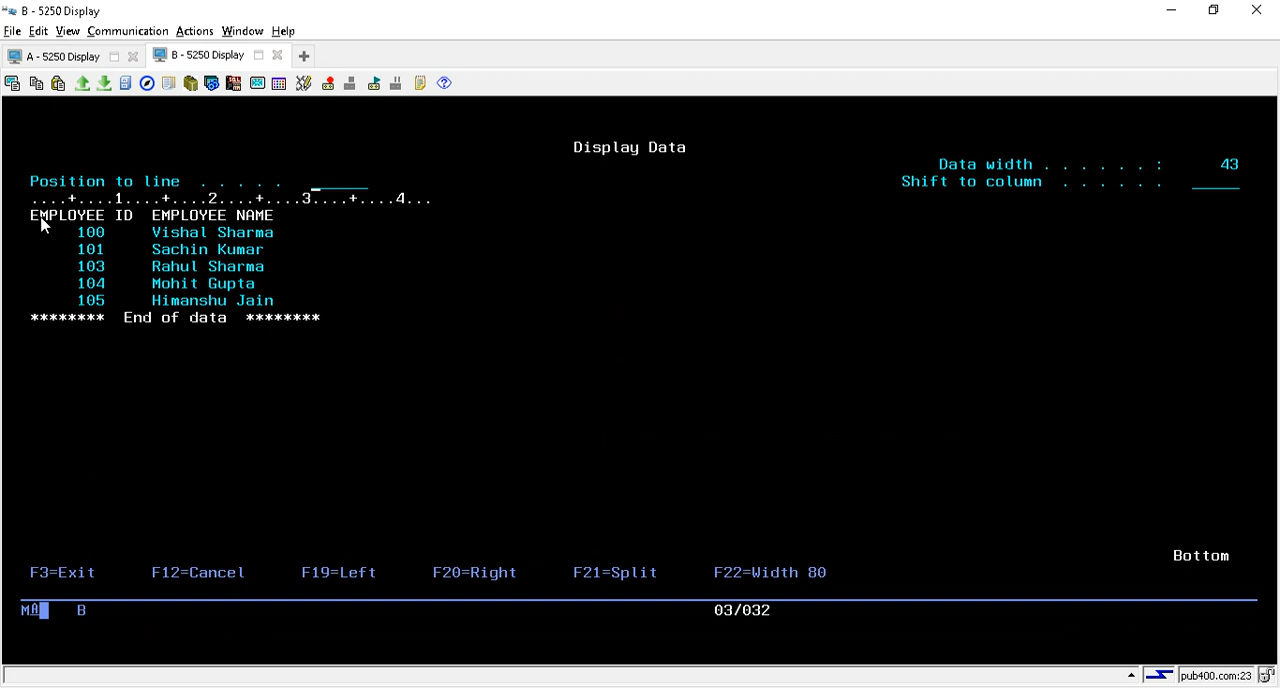 B - 5250 Display
File Edit View Communication Actions Window Help
A - 5250 Display B - 5250 Display
Display Data
Data width . . . . . . : 43
Position to line . . . . . Shift to column . . . . . .
....+....1....+....2....+....3....+....4...
EMPLOYEE ID EMPLOYEE NAME
100 Vishal Sharma
101 Sachin Kumar
103 Rahul Sharma
104 Mohit Gupta
105 Himanshu Jain
******** End of data ********
Bottom
F3=Exit F12=Cancel F19=Left F20=Right F21=Split F22=Width 80
MA B 03/032
pub400.com:23